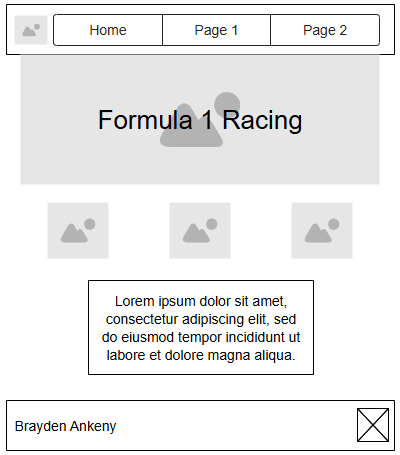 Home
Page 1
Page 2
Formula 1 Racing
Lorem ipsum dolor sit amet,
consectetur adipiscing elit, sed
do eiusmod tempor incididunt ut
labore et dolore magna aliqua.
Brayden Ankeny